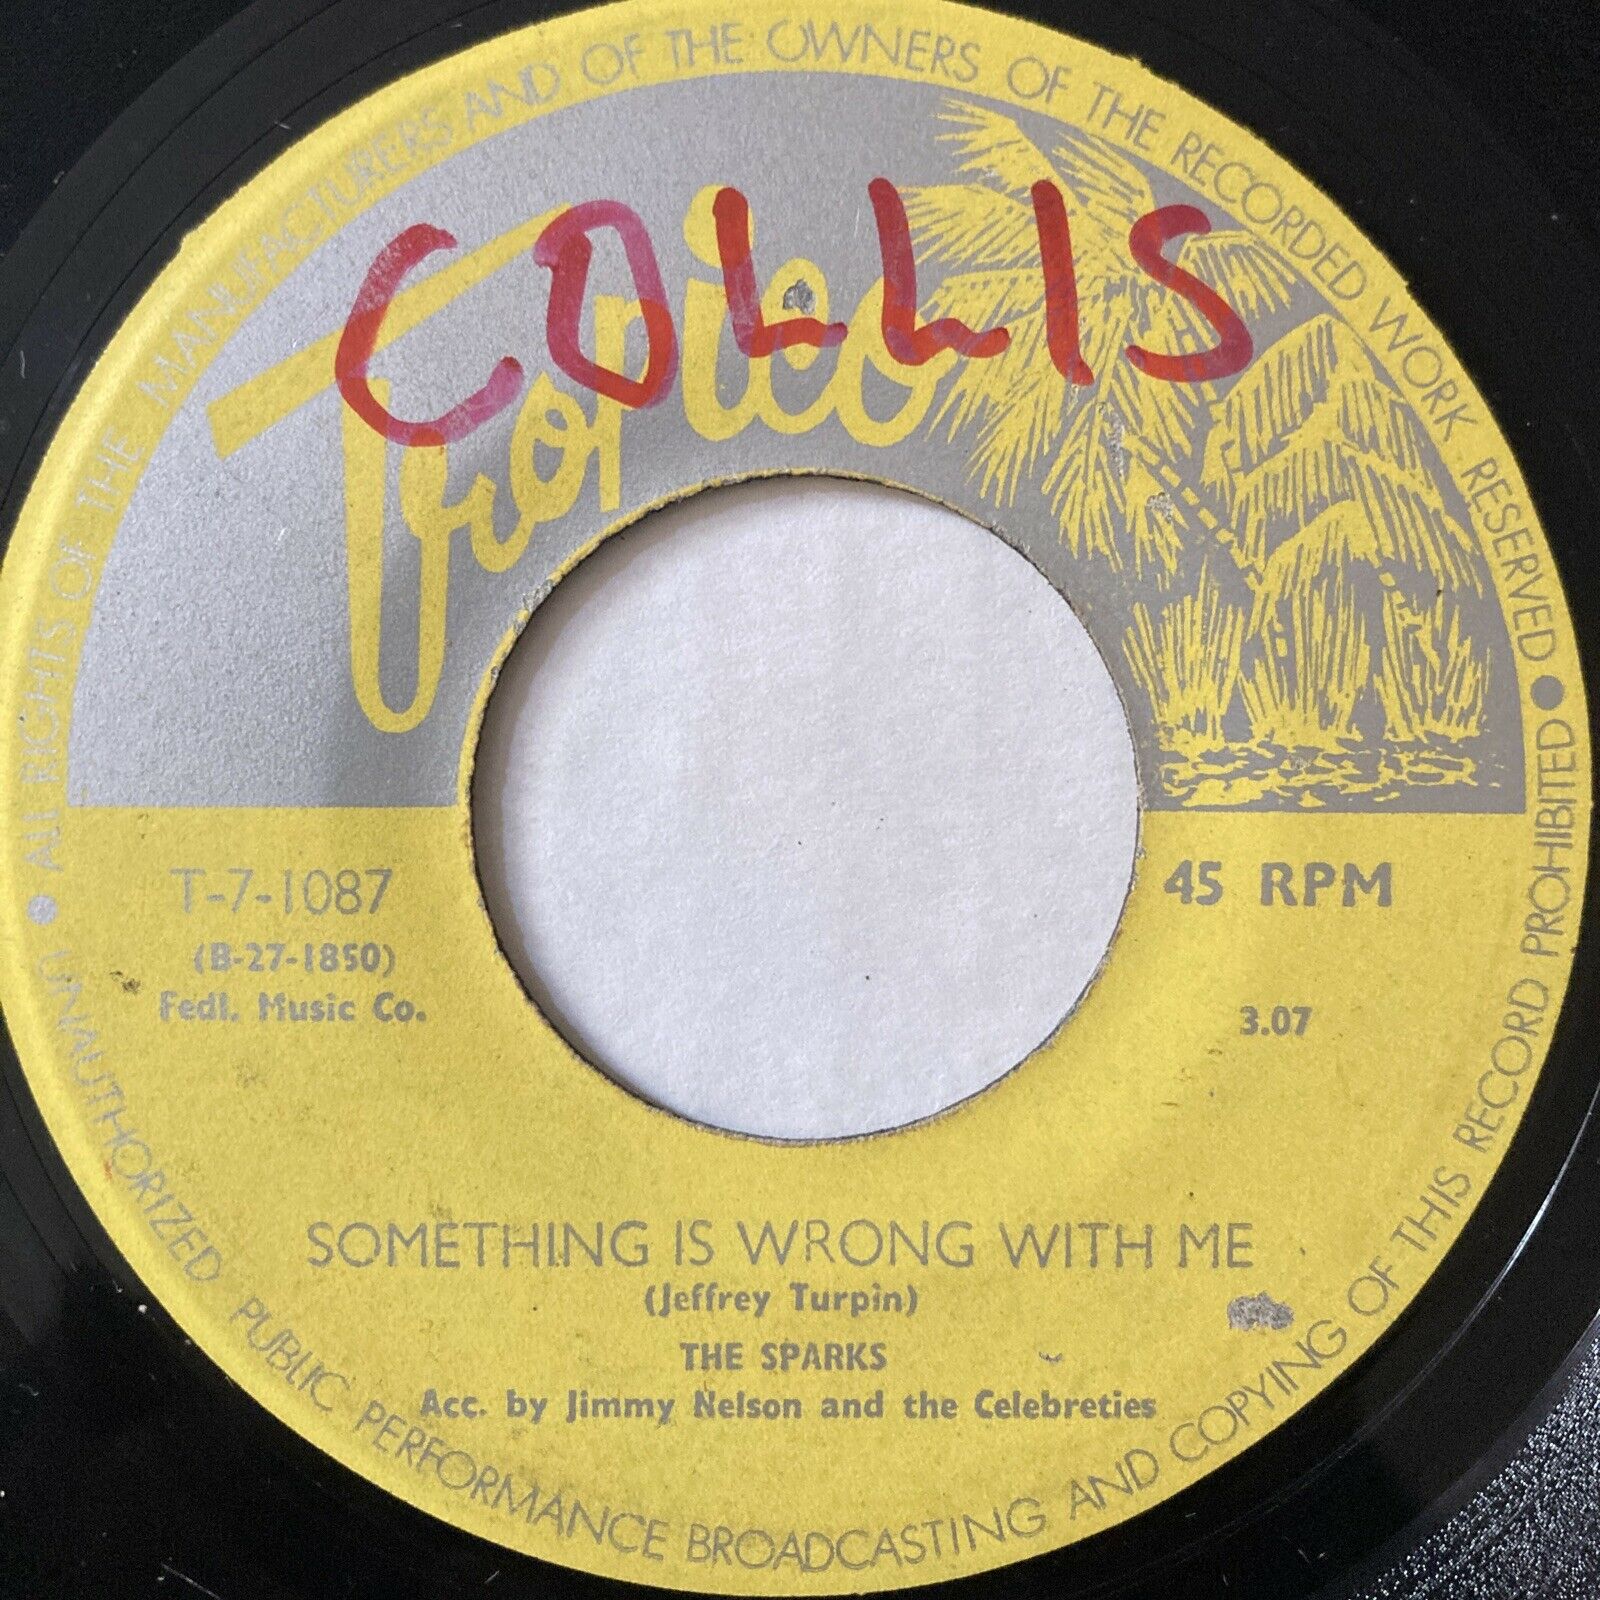 ● ALL RIGHTS OF THE MANUFACTURERS AND OF THE OWNERS OF THE RECORDED WORK RESERVED ●
COLLIS
Tropico
T-7-1087
45 RPM
(B-27-1850)
Fedl. Music Co.
3.07
SOMETHING IS WRONG WITH ME
(Jeffrey Turpin)
THE SPARKS
Acc. by Jimmy Nelson and the Celebreties
UNAUTHORIZED PUBLIC PERFORMANCE BROADCASTING AND COPYING OF THIS RECORD PROHIBITED